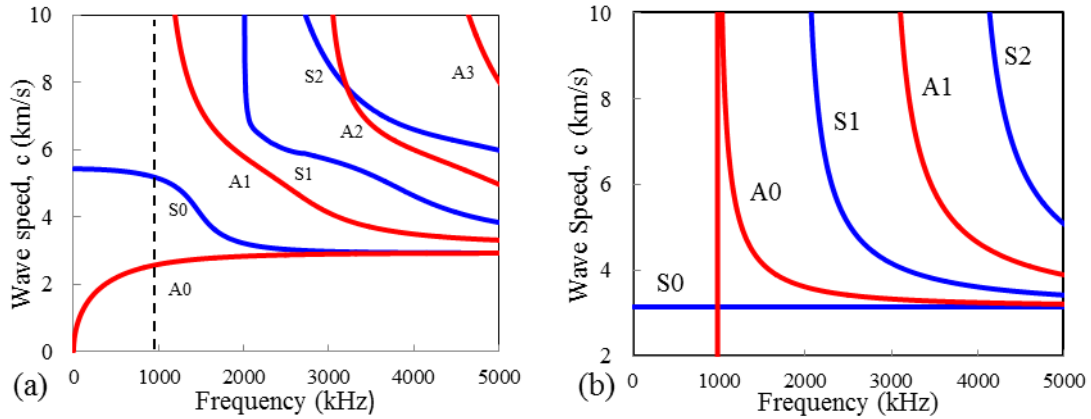 10
8
6
4
2
0
Wave speed, c (km/s)
S2
A3
A2
A1
S1
S0
A0
0
1000
2000
3000
4000
5000
Frequency (kHz)
(a)
10
8
6
4
2
Wave Speed, c (km/s)
S2
A1
S1
A0
S0
0
1000
2000
3000
4000
5000
Frequency (kHz)
(b)